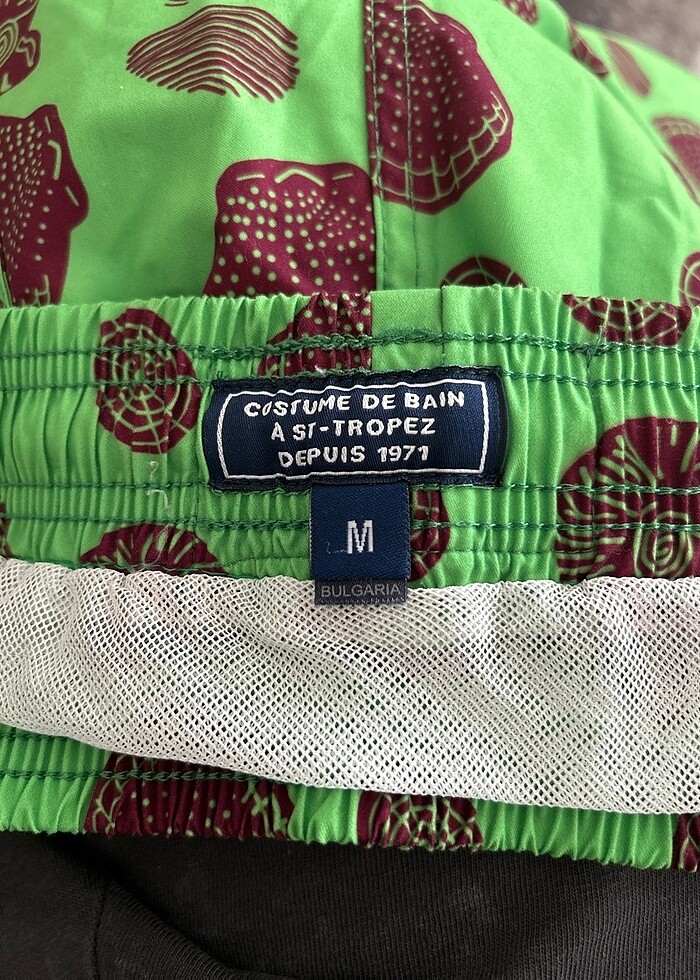 COSTUME DE BAIN
À ST-TROPEZ
DEPUIS 1971
M
BULGARIA